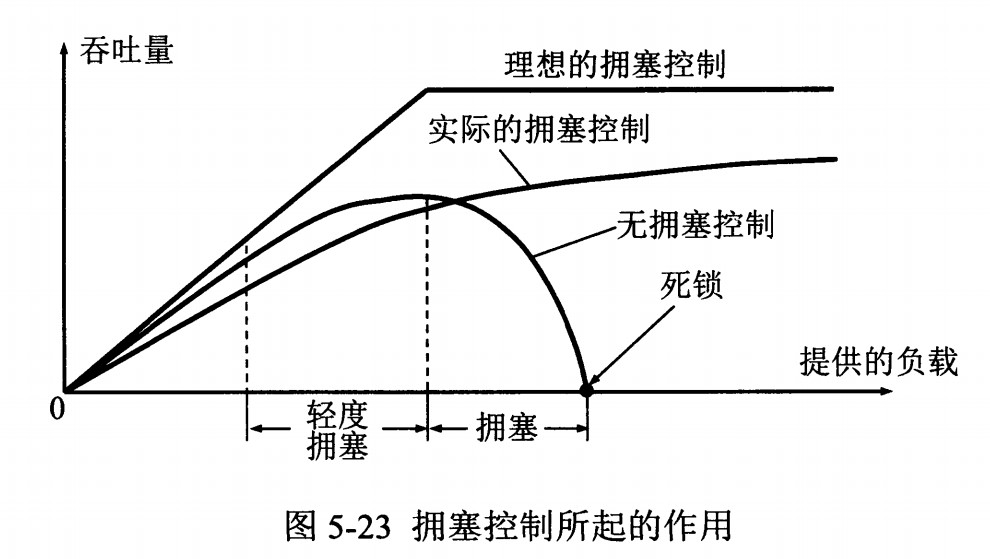 吞吐量
理想的拥塞控制
实际的拥塞控制
无拥塞控制
死锁
提供的负载
0
轻度
拥塞
拥塞
图 5-23 拥塞控制所起的作用